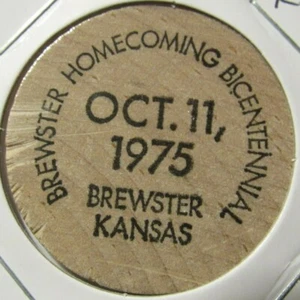 BREWSTER HOMECOMING BICENTENNIAL
OCT. 11,
1975
BREWSTER
KANSAS